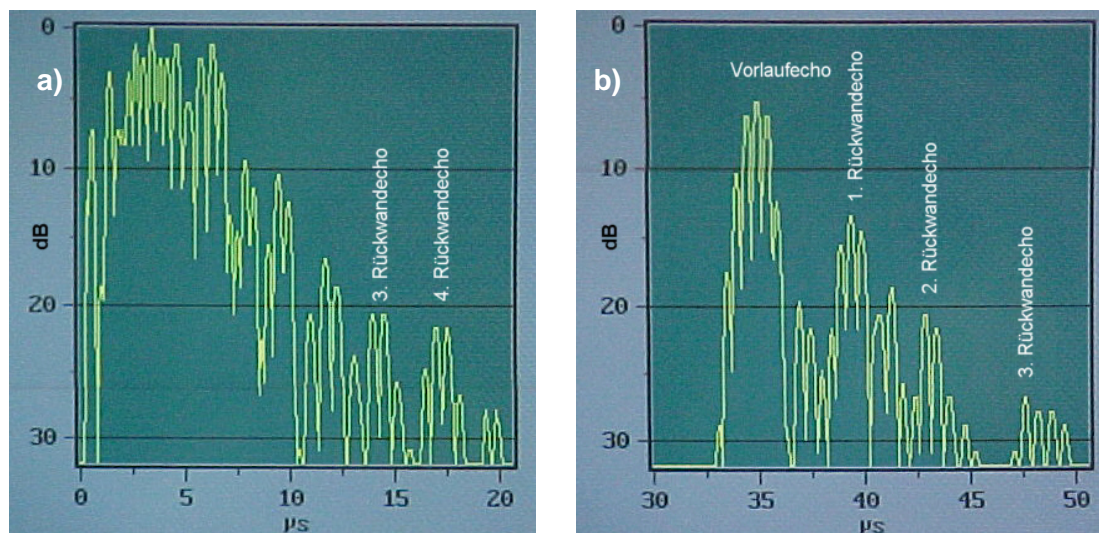 a)
0
10
20
30
dB
3. Rückwandecho
4. Rückwandecho
0
5
10
15
20
µs
b)
0
10
20
30
dB
Vorlaufecho
1. Rückwandecho
2. Rückwandecho
3. Rückwandecho
30
35
40
45
50
µs